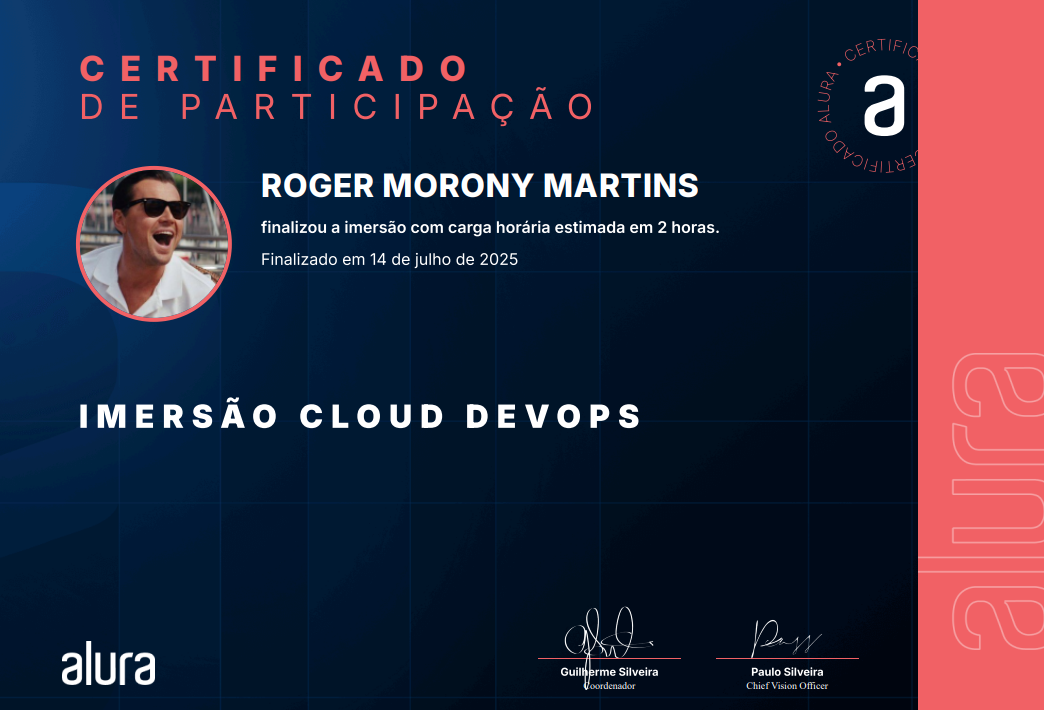 CERTIFICADO
DE PARTICIPAÇÃO
CERTIFICADO ALURA • CERTIFIC
a
ROGER MORONY MARTINS
finalizou a imersão com carga horária estimada em 2 horas.
Finalizado em 14 de julho de 2025
IMERSÃO CLOUD DEVOPS
alura
alura
Guilherme Silveira
Coordenador
Paulo Silveira
Chief Vision Officer